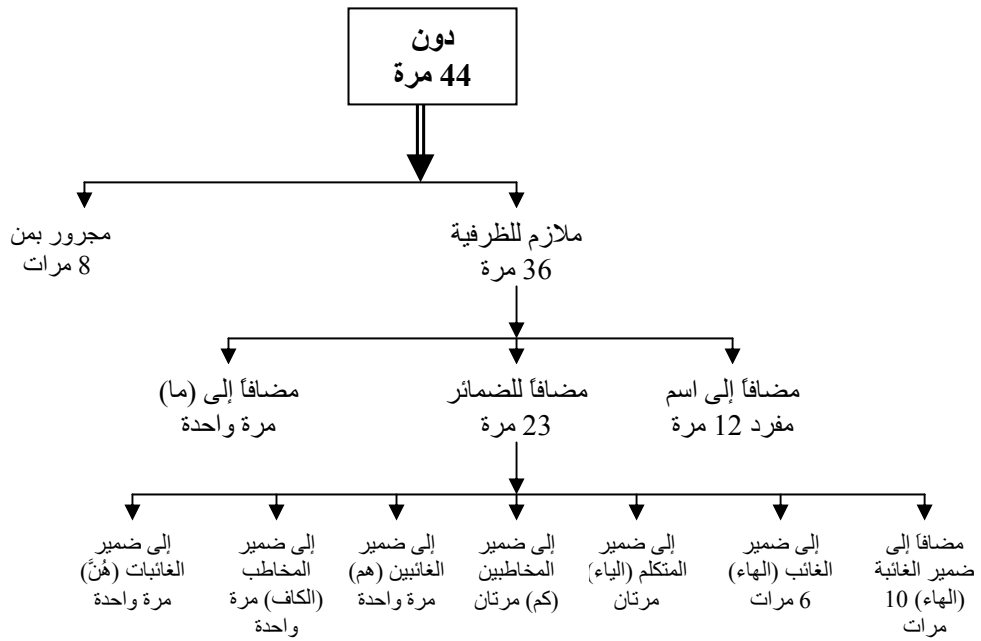 دون
44 مرة
ملازم للظرفية
36 مرة
مجرور بمن
8 مرات
مضافاً إلى اسم
مفرد 12 مرة
مضافاً للضمائر
23 مرة
مضافاً إلى (ما)
مرة واحدة
مضافاً إلى
ضمير الغائبة
(الهاء) 10
مرات
إلى ضمير
الغائب (الهاء)
6 مرات
إلى ضمير
المتكلم (الياء)
مرتان
إلى ضمير
المخاطبين
(كم) مرتان
إلى ضمير
الغائبين (هم)
مرة واحدة
إلى ضمير
المخاطب
(الكاف) مرة
واحدة
إلى ضمير
الغائبات (هُنَّ)
مرة واحدة